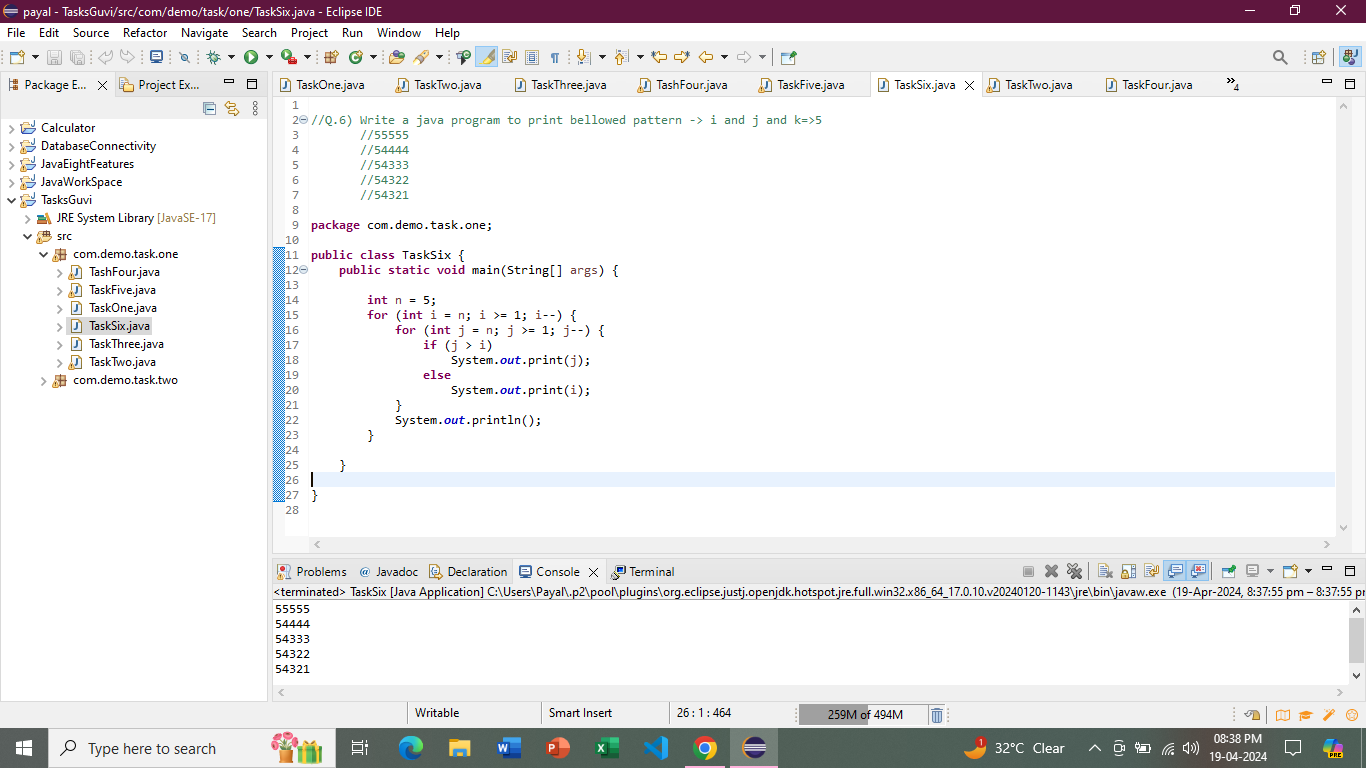 payal - TasksGuvi/src/com/demo/task/one/TaskSix.java - Eclipse IDE
File Edit Source Refactor Navigate Search Project Run Window Help
Package E... Project Ex...
TaskOne.java TaskTwo.java TaskThree.java TashFour.java TaskFive.java TaskSix.java TaskTwo.java TaskFour.java »4
Calculator
DatabaseConnectivity
JavaEightFeatures
JavaWorkSpace
TasksGuvi
JRE System Library [JavaSE-17]
src
com.demo.task.one
TashFour.java
TaskFive.java
TaskOne.java
TaskSix.java
TaskThree.java
TaskTwo.java
com.demo.task.two
1
2 //Q.6) Write a java program to print bellowed pattern -> i and j and k=>5
3 //55555
4 //54444
5 //54333
6 //54322
7 //54321
8
9 package com.demo.task.one;
10
11 public class TaskSix {
12 public static void main(String[] args) {
13
14 int n = 5;
15 for (int i = n; i >= 1; i--) {
16 for (int j = n; j >= 1; j--) {
17 if (j > i)
18 System.out.print(j);
19 else
20 System.out.print(i);
21 }
22 System.out.println();
23 }
24
25 }
26
27 }
28
Problems @ Javadoc Declaration Console Terminal
<terminated> TaskSix [Java Application] C:\Users\Payal\.p2\pool\plugins\org.eclipse.justj.openjdk.hotspot.jre.full.win32.x86_64_17.0.10.v20240120-1143\jre\bin\javaw.exe (19-Apr-2024, 8:37:55 pm – 8:37:55 pr
55555
54444
54333
54322
54321
Writable Smart Insert 26 : 1 : 464 259M of 494M
Type here to search 1 32°C Clear 08:38 PM
19-04-2024
PRE